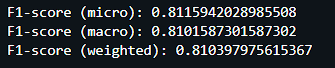 F1-score (micro): 0.8115942028985508
F1-score (macro): 0.8101587301587302
F1-score (weighted): 0.810397975615367